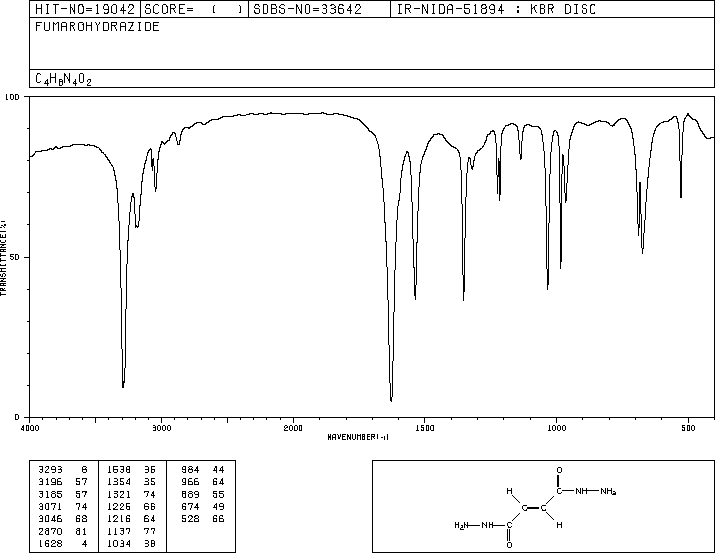 HIT-NO=19042 SCORE= ( ) SDBS-NO=33642 IR-NIDA-51894 : KBR DISC
FUMAROHYDRAZIDE
C4H8N4O2
100
50
0
TRANSMITTANCE(%)
4000 3000 2000 1500 1000 500
WAVENUMBER(-1)
3293 8 1538 36 984 44
3196 57 1354 35 966 64
3185 57 1321 74 689 55
3071 74 1225 66 674 49
3046 68 1216 64 528 66
2870 81 1137 77
1628 4 1034 38
O
H C-NH-NH2
C=C
H2N-NH-C H
O